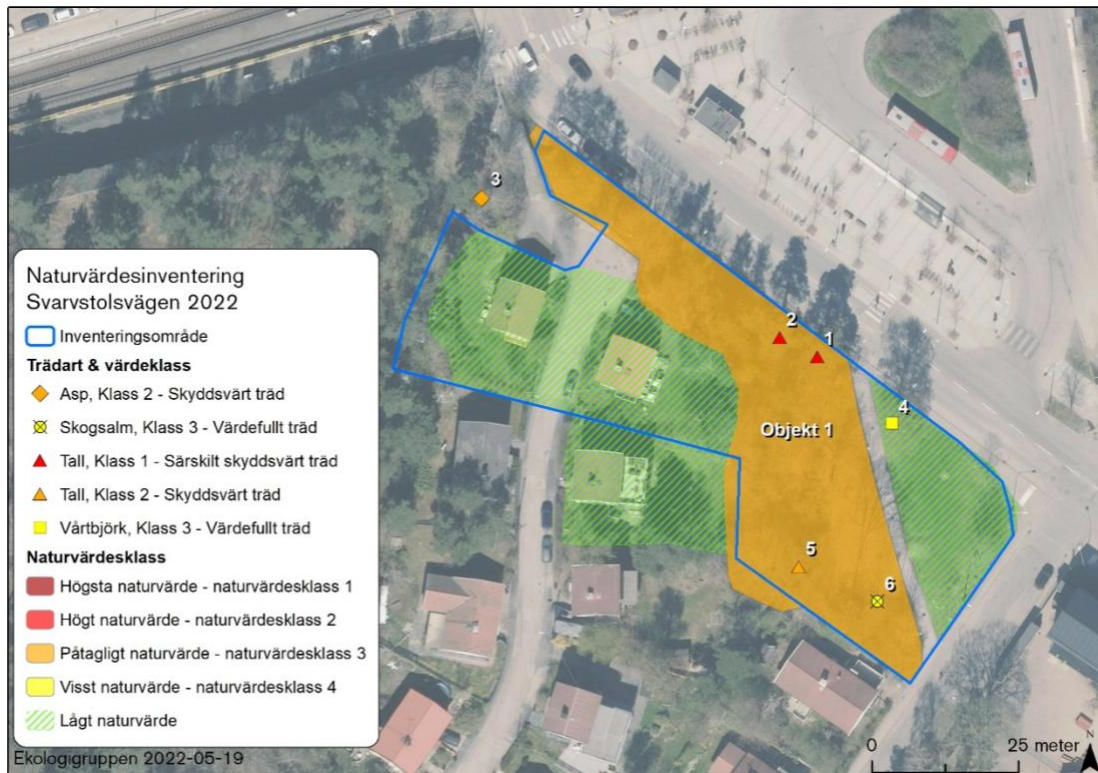 3
2
1
4
Objekt 1
5
6
Naturvärdesinventering
Svarvstolsvägen 2022
Inventeringsområde
Trädart & värdeklass
Asp, Klass 2 - Skyddsvärt träd
Skogsalm, Klass 3 - Värdefullt träd
Tall, Klass 1 - Särskilt skyddsvärt träd
Tall, Klass 2 - Skyddsvärt träd
Vårtbjörk, Klass 3 - Värdefullt träd
Naturvärdesklass
Högsta naturvärde - naturvärdesklass 1
Högt naturvärde - naturvärdesklass 2
Påtagligt naturvärde - naturvärdesklass 3
Visst naturvärde - naturvärdesklass 4
Lågt naturvärde
Ekologigruppen 2022-05-19
0 25 meter
N